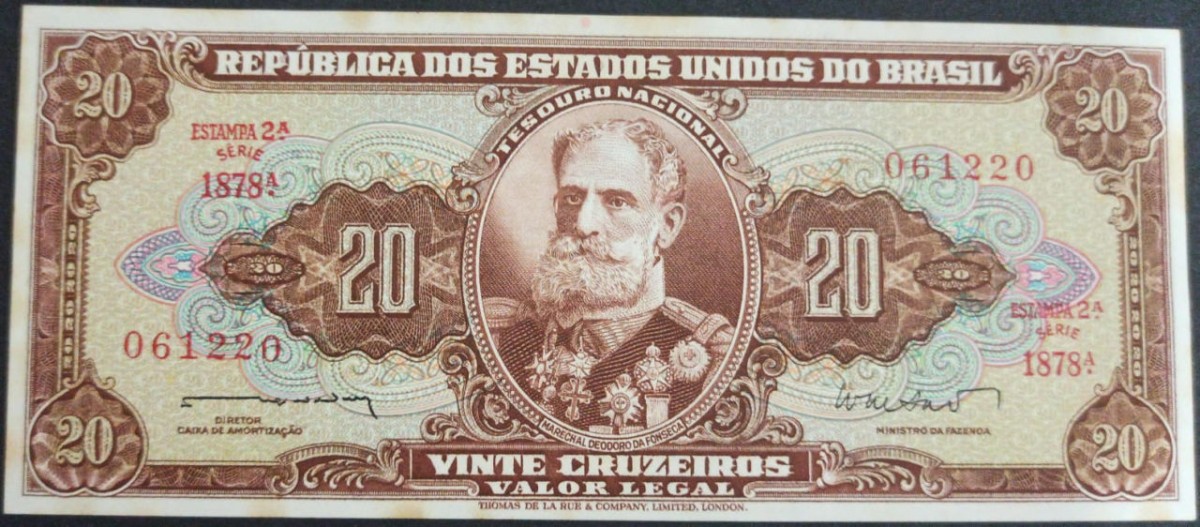 REPÚBLICA DOS ESTADOS UNIDOS DO BRASIL
TESOURO NACIONAL
20
20
ESTAMPA 2ª
SÉRIE
1878ª
061220
20
20
20
20
061220
ESTAMPA 2ª
SÉRIE
1878ª
DIRETOR
CAIXA DE AMORTIZAÇÃO
MARECHAL DEODORO DA FONSECA
MINISTRO DA FAZENDA
20
20
VINTE CRUZEIROS
VALOR LEGAL
THOMAS DE LA RUE & COMPANY, LIMITED, LONDON.